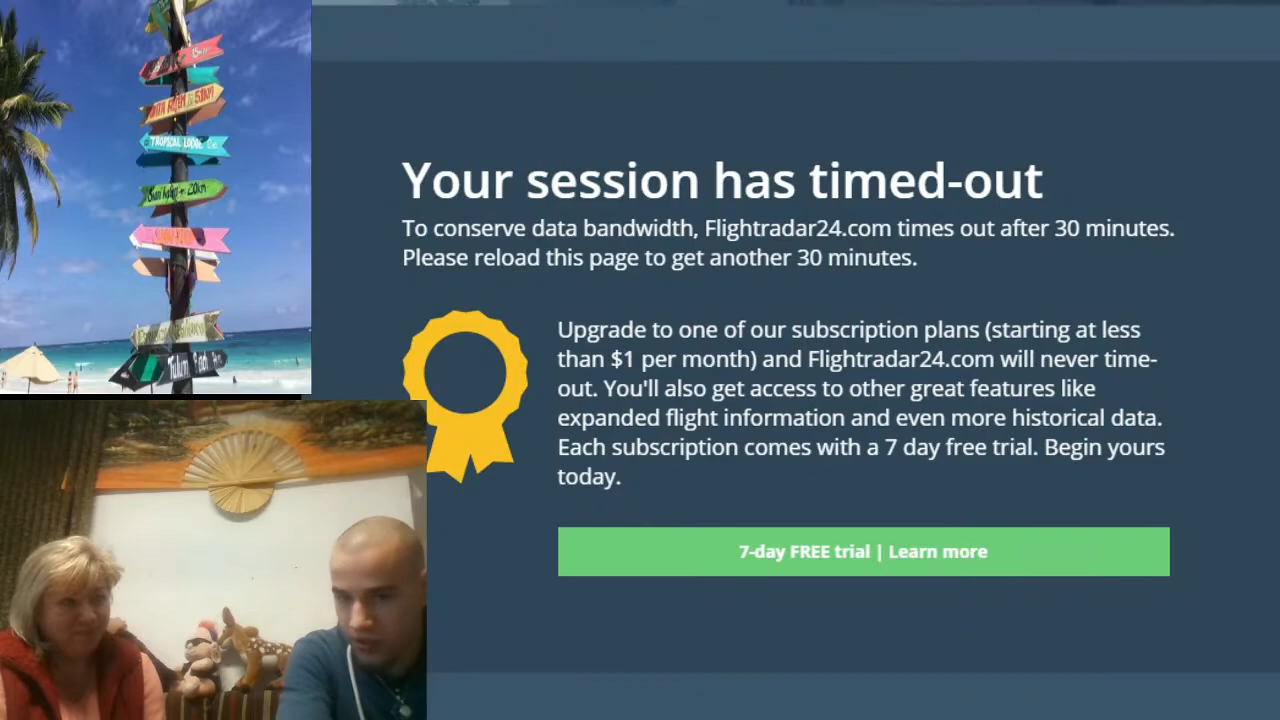 TROPICAL LODGE
20km
Tulum
Your session has timed-out
To conserve data bandwidth, Flightradar24.com times out after 30 minutes.
Please reload this page to get another 30 minutes.
Upgrade to one of our subscription plans (starting at less
than $1 per month) and Flightradar24.com will never time-
out. You'll also get access to other great features like
expanded flight information and even more historical data.
Each subscription comes with a 7 day free trial. Begin yours
today.
7-day FREE trial | Learn more